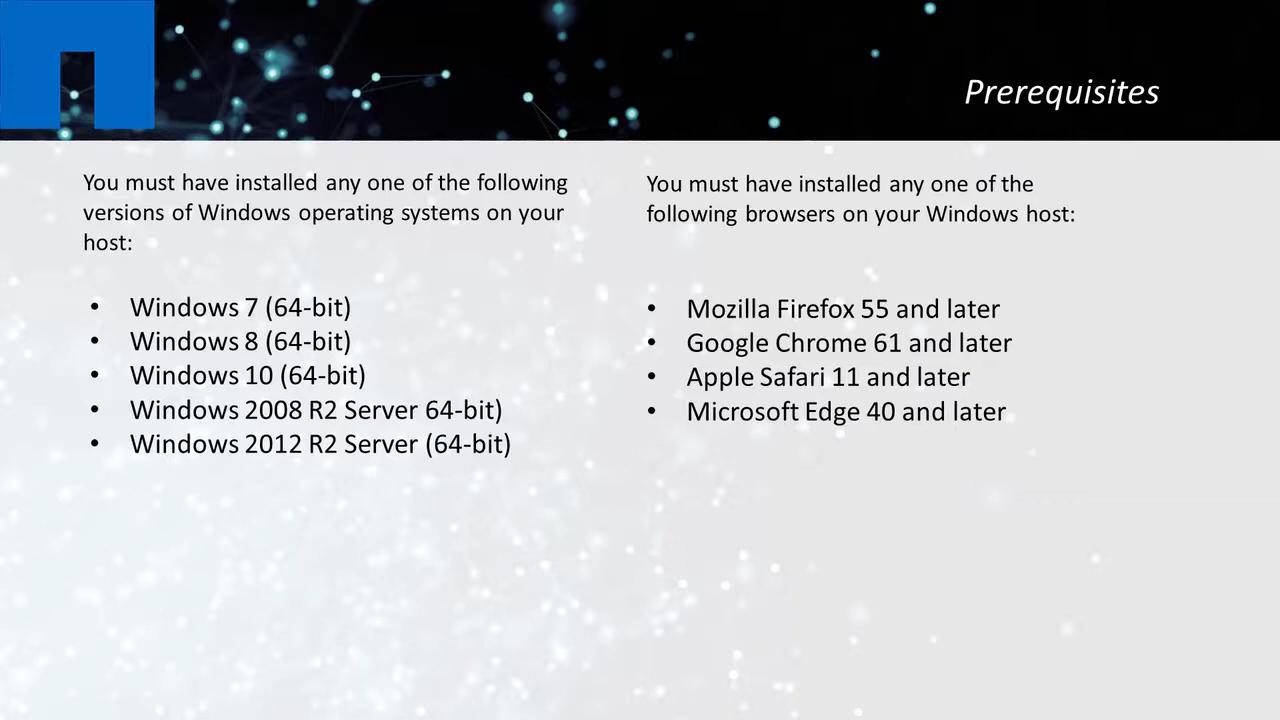 Prerequisites
You must have installed any one of the following
versions of Windows operating systems on your
host:
• Windows 7 (64-bit)
• Windows 8 (64-bit)
• Windows 10 (64-bit)
• Windows 2008 R2 Server 64-bit)
• Windows 2012 R2 Server (64-bit)
You must have installed any one of the
following browsers on your Windows host:
• Mozilla Firefox 55 and later
• Google Chrome 61 and later
• Apple Safari 11 and later
• Microsoft Edge 40 and later